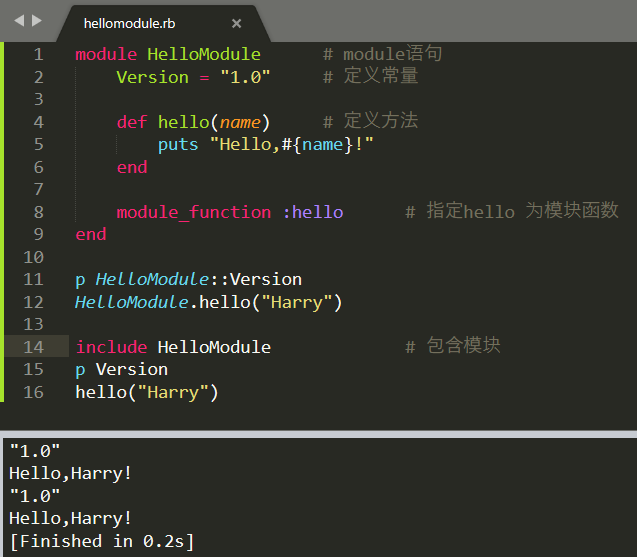 hellomodule.rb
1 module HelloModule # module语句
2 Version = "1.0" # 定义常量
3
4 def hello(name) # 定义方法
5 puts "Hello,#{name}!"
6 end
7
8 module_function :hello # 指定hello 为模块函数
9 end
10
11 p HelloModule::Version
12 HelloModule.hello("Harry")
13
14 include HelloModule # 包含模块
15 p Version
16 hello("Harry")
"1.0"
Hello,Harry!
"1.0"
Hello,Harry!
[Finished in 0.2s]